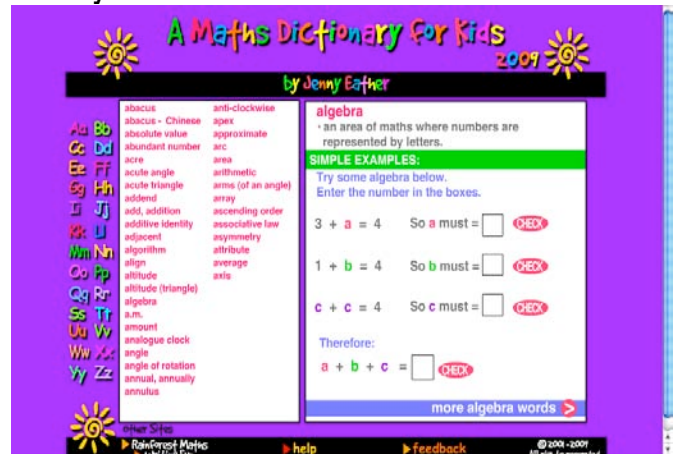 A Maths Dictionary for Kids
2009
by Jenny Eather
Aa Bb
Cc Dd
Ee Ff
Gg Hh
Ii Jj
Kk Ll
Mm Nn
Oo Pp
Qq Rr
Ss Tt
Uu Vv
Ww Xx
Yy Zz
abacus
abacus - Chinese
absolute value
abundant number
acre
acute angle
acute triangle
addend
add, addition
additive identity
adjacent
algorithm
align
altitude
altitude (triangle)
algebra
a.m.
amount
analogue clock
angle
angle of rotation
annual, annually
annulus
anti-clockwise
apex
approximate
arc
area
arithmetic
arms (of an angle)
array
ascending order
associative law
asymmetry
attribute
average
axis
algebra
· an area of maths where numbers are
represented by letters.
SIMPLE EXAMPLES:
Try some algebra below.
Enter the number in the boxes.
3 + a = 4 So a must = CHECK
1 + b = 4 So b must = CHECK
c + c = 4 So c must = CHECK
Therefore:
a + b + c = CHECK
more algebra words >
other Sites
Rainforest Maths
help
feedback
© 2001-2009